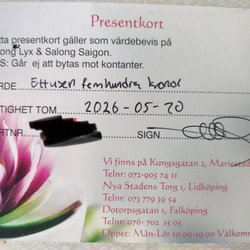 Presentkort
tta presentkort gäller som värdebevis på
ong Lyx & Salong Saigon.
S: Går ej att bytas mot kontanter.
RDE: Ettusen femhundra kronor
TIGHET TOM: 2026-05-20
RTNR: SIGN
Vi finns på Kungsgatan 2, Mariestad
Telnr: 072-905 74 11
Nya Stadens Torg 1, Lidköping
Telnr: 073 779 39 54
Dotorpsgatan 1, Falköping
Telnr: 076- 702 15 05
Öppet: Mån-Lör 10.00-19.00 Välkomn